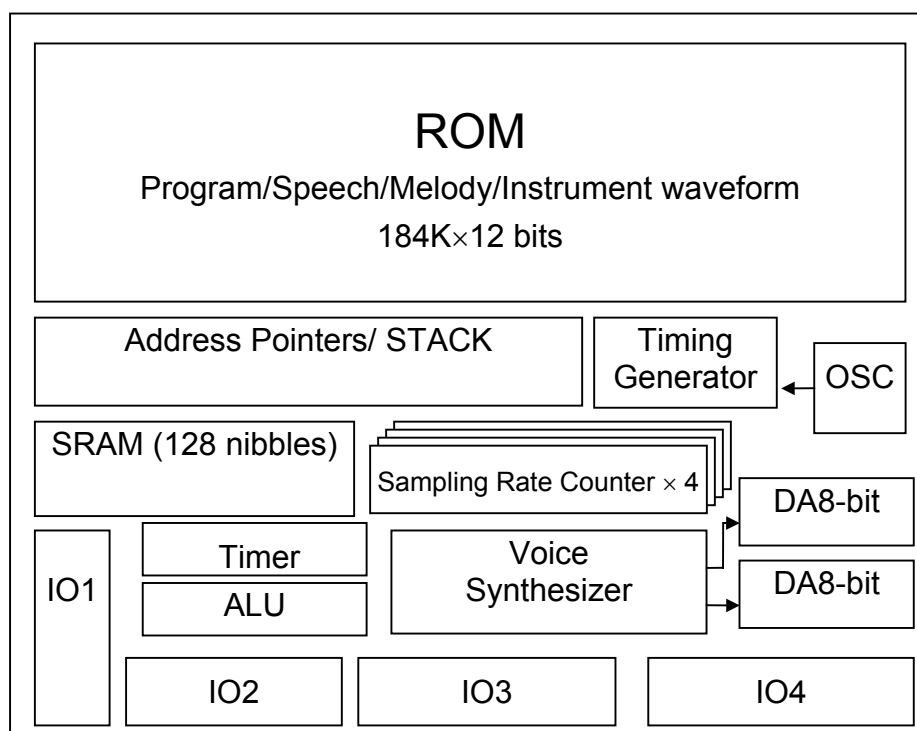 ROM
Program/Speech/Melody/Instrument waveform
184K×12 bits
Address Pointers/ STACK
Timing
Generator
OSC
SRAM (128 nibbles)
Sampling Rate Counter × 4
DA8-bit
IO1
Timer
Voice
Synthesizer
DA8-bit
ALU
IO2
IO3
IO4